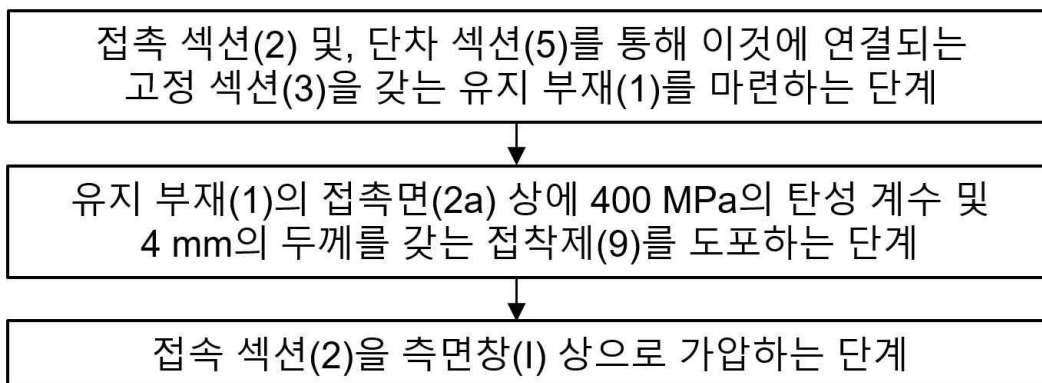 접촉 섹션(2) 및, 단차 섹션(5)를 통해 이것에 연결되는
고정 섹션(3)을 갖는 유지 부재(1)를 마련하는 단계
유지 부재(1)의 접촉면(2a) 상에 400 MPa의 탄성 계수 및
4 mm의 두께를 갖는 접착제(9)를 도포하는 단계
접속 섹션(2)을 측면창(I) 상으로 가압하는 단계